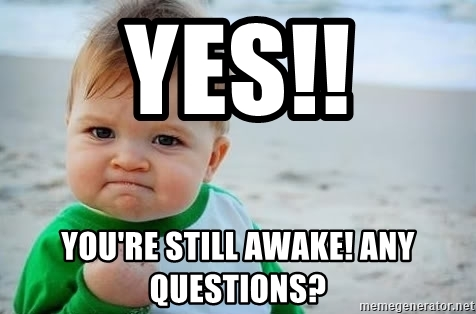 YES!!
YOU'RE STILL AWAKE! ANY
QUESTIONS?
memegenerator.net